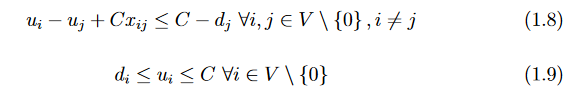 u_i − u_j + Cx_{ij} ≤ C − d_j ∀i, j ∈ V \ {0} , i ≠ j (1.8)
d_i ≤ u_i ≤ C ∀i ∈ V \ {0} (1.9)